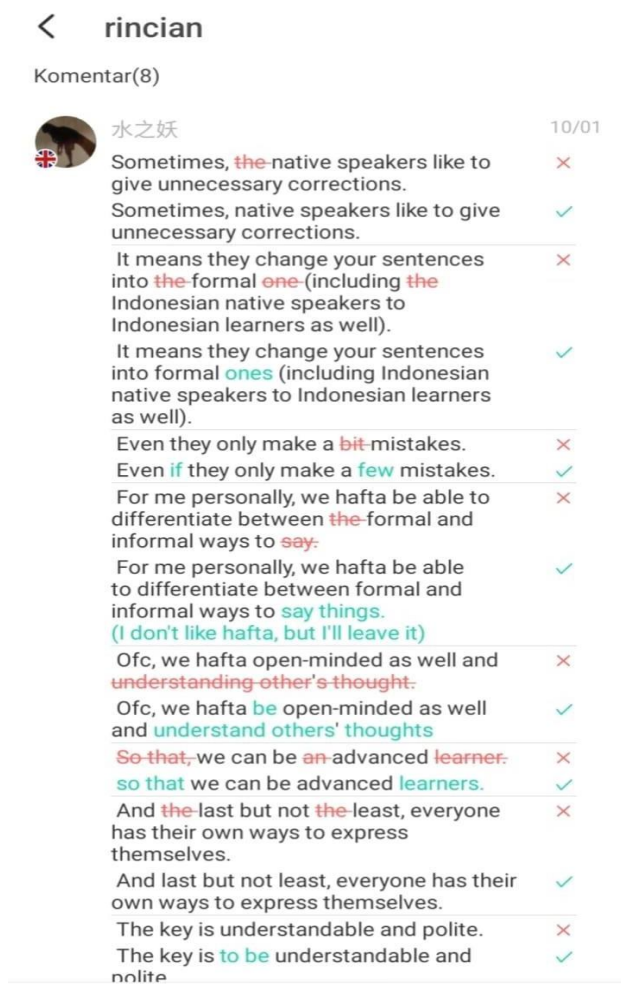 rincian
Komentar(8)
水之妖 10/01
Sometimes, the native speakers like to
give unnecessary corrections.
Sometimes, native speakers like to give
unnecessary corrections.
It means they change your sentences
into the formal one (including the
Indonesian native speakers to
Indonesian learners as well).
It means they change your sentences
into formal ones (including Indonesian
native speakers to Indonesian learners
as well).
Even they only make a bit mistakes.
Even if they only make a few mistakes.
For me personally, we hafta be able to
differentiate between the formal and
informal ways to say.
For me personally, we hafta be able
to differentiate between formal and
informal ways to say things.
(I don't like hafta, but I'll leave it)
Ofc, we hafta open-minded as well and
understanding other's thought.
Ofc, we hafta be open-minded as well
and understand others' thoughts
So that, we can be an advanced learner.
so that we can be advanced learners.
And the last but not the least, everyone
has their own ways to express
themselves.
And last but not least, everyone has their
own ways to express themselves.
The key is understandable and polite.
The key is to be understandable and
polite